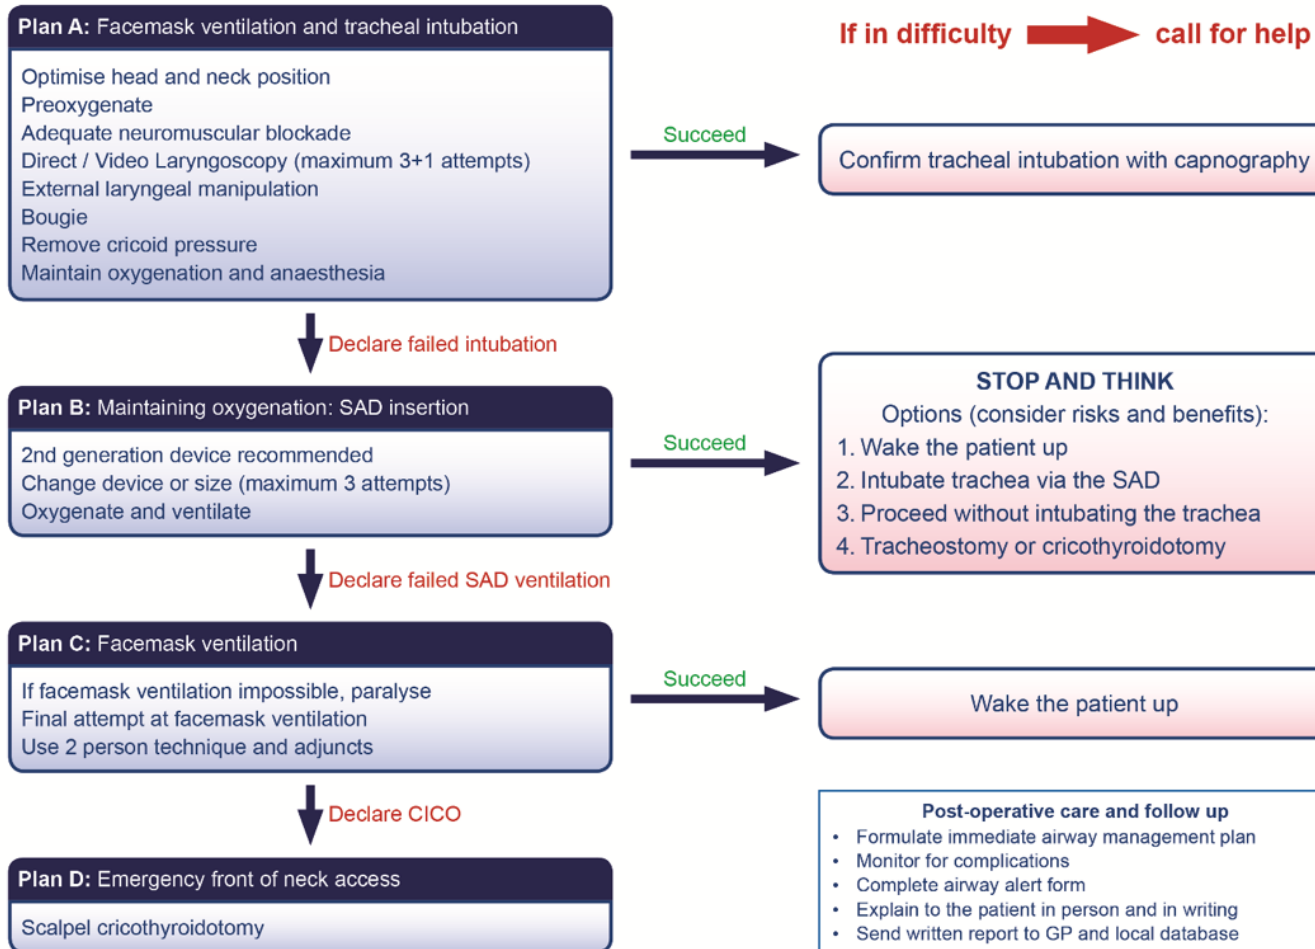 Plan A: Facemask ventilation and tracheal intubation
Optimise head and neck position
Preoxygenate
Adequate neuromuscular blockade
Direct / Video Laryngoscopy (maximum 3+1 attempts)
External laryngeal manipulation
Bougie
Remove cricoid pressure
Maintain oxygenation and anaesthesia
If in difficulty call for help
Succeed
Confirm tracheal intubation with capnography
Declare failed intubation
Plan B: Maintaining oxygenation: SAD insertion
2nd generation device recommended
Change device or size (maximum 3 attempts)
Oxygenate and ventilate
Succeed
STOP AND THINK
Options (consider risks and benefits):
1. Wake the patient up
2. Intubate trachea via the SAD
3. Proceed without intubating the trachea
4. Tracheostomy or cricothyroidotomy
Declare failed SAD ventilation
Plan C: Facemask ventilation
If facemask ventilation impossible, paralyse
Final attempt at facemask ventilation
Use 2 person technique and adjuncts
Succeed
Wake the patient up
Declare CICO
Plan D: Emergency front of neck access
Scalpel cricothyroidotomy
Post-operative care and follow up
• Formulate immediate airway management plan
• Monitor for complications
• Complete airway alert form
• Explain to the patient in person and in writing
• Send written report to GP and local database